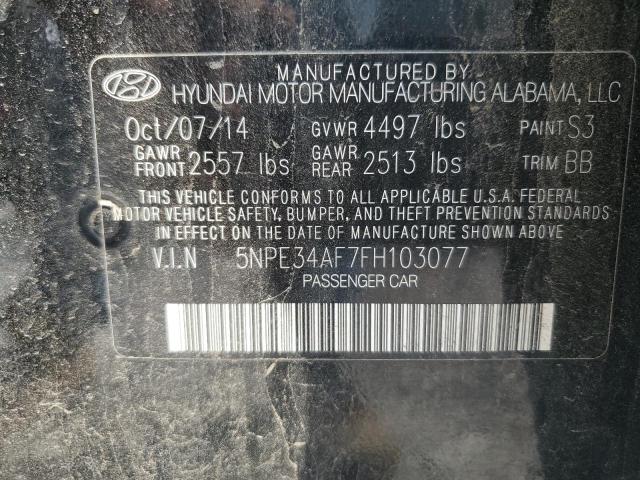 MANUFACTURED BY
HYUNDAI MOTOR MANUFACTURING ALABAMA, LLC
Oct/07/14 GVWR 4497 lbs PAINT S3
GAWR FRONT 2557 lbs GAWR REAR 2513 lbs TRIM BB
THIS VEHICLE CONFORMS TO ALL APPLICABLE U.S.A. FEDERAL
MOTOR VEHICLE SAFETY, BUMPER, AND THEFT PREVENTION STANDARDS
IN EFFECT ON THE DATE OF MANUFACTURE SHOWN ABOVE
V.I.N 5NPE34AF7FH103077
PASSENGER CAR